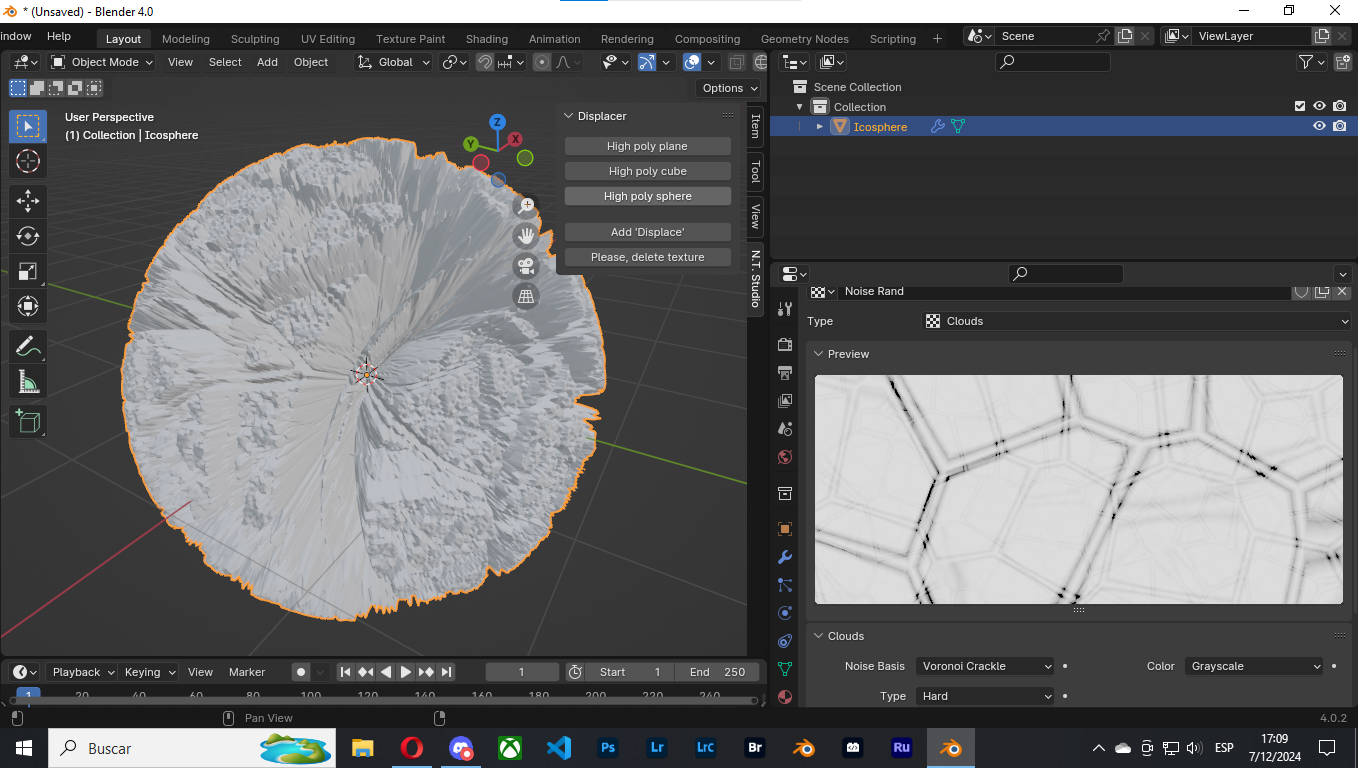 * (Unsaved) - Blender 4.0
indow Help Layout Modeling Sculpting UV Editing Texture Paint Shading Animation Rendering Compositing Geometry Nodes Scripting + Scene ViewLayer
Object Mode View Select Add Object Global
Options
User Perspective
(1) Collection | Icosphere
Z
X
Y
Displacer
High poly plane
High poly cube
High poly sphere
Add 'Displace'
Please, delete texture
Item
Tool
View
N.T. Studio
Scene Collection
Collection
Icosphere
Noise Rand
Type Clouds
Preview
Clouds
Noise Basis Voronoi Crackle Color Grayscale
Type Hard
Playback Keying View Marker 1 Start 1 End 250
1 20 40 60 80 100 120 140 160 180 200 220 240
Pan View 4.0.2
Buscar Ps Lr LrC Br Ru ESP
17:09
7/12/2024